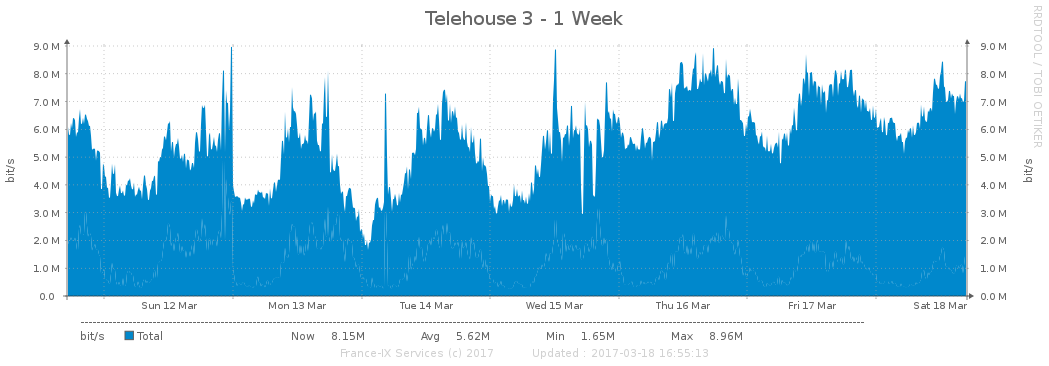 Telehouse 3 - 1 Week
RRDTOOL / TOBI OETIKER
bit/s
9.0 M 9.0 M
8.0 M 8.0 M
7.0 M 7.0 M
6.0 M 6.0 M
5.0 M 5.0 M
4.0 M 4.0 M
3.0 M 3.0 M
2.0 M 2.0 M
1.0 M 1.0 M
0.0 0.0 M
bit/s
Sun 12 Mar Mon 13 Mar Tue 14 Mar Wed 15 Mar Thu 16 Mar Fri 17 Mar Sat 18 Mar
bit/s Total Now 8.15M Avg 5.62M Min 1.65M Max 8.96M
France-IX Services (c) 2017 Updated : 2017-03-18 16:55:13